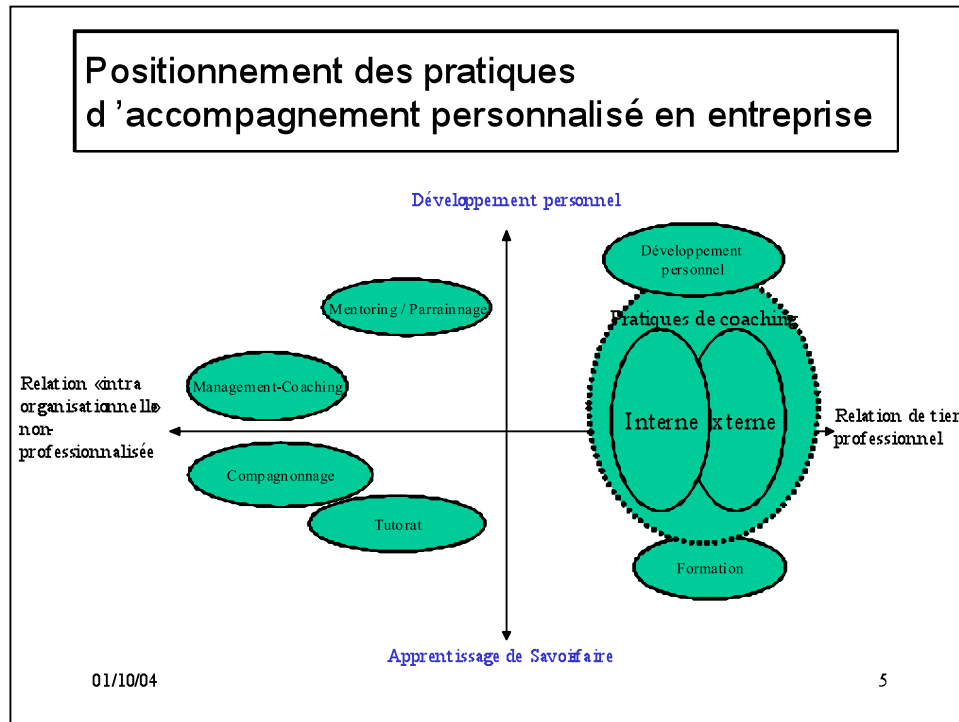 Positionnement des pratiques
d ’accompagnement personnalisé en entreprise
Développement personnel
Développement
personnel
Mentoring / Parrainnage
Pratiques de coaching
Management-Coaching
Relation «intra
organisationnelle»
non-
professionnalisée
Interne
xterne
Relation de tier
professionnel
Compagnonnage
Tutorat
Formation
Apprentissage de Savoirfaire
01/10/04
5